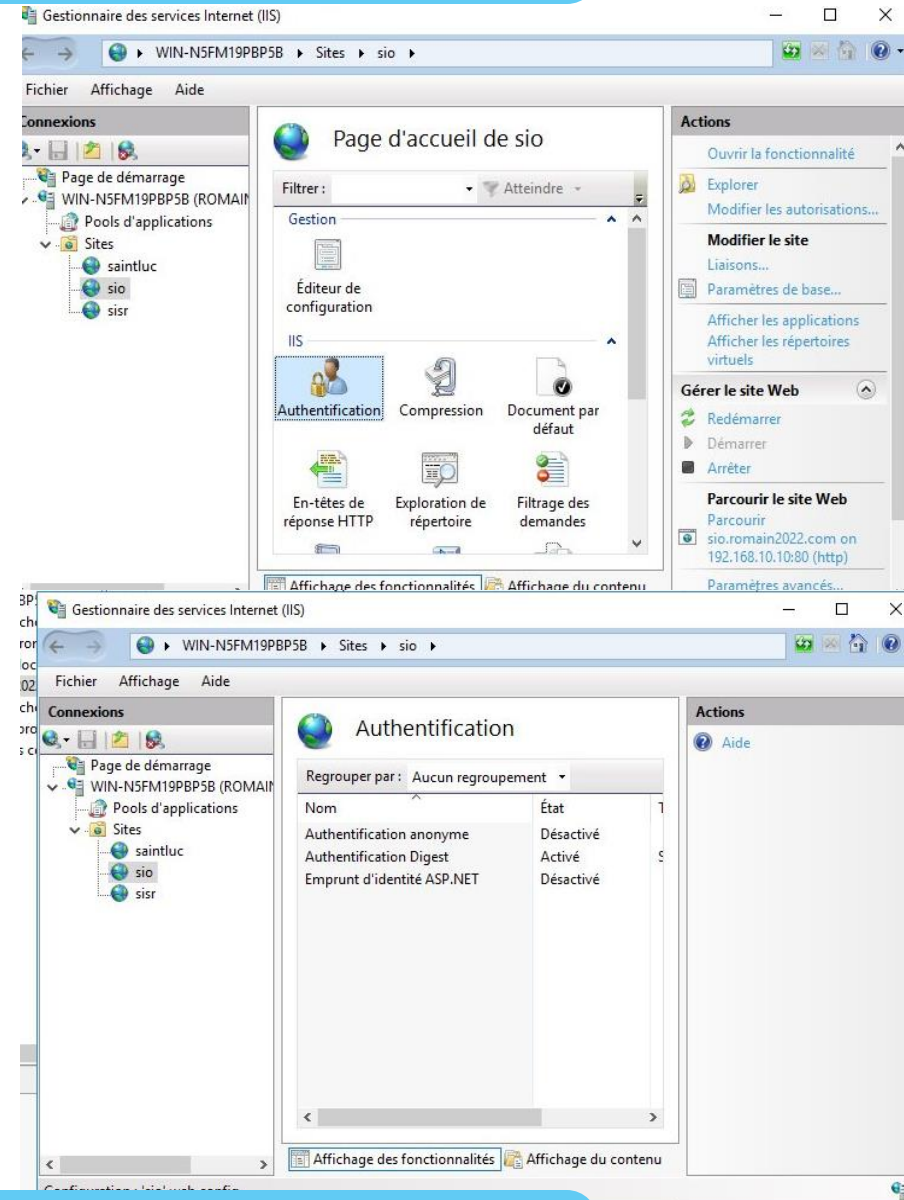 Gestionnaire des services Internet (IIS)
WIN-N5FM19PBP5B ▸ Sites ▸ sio ▸
Fichier Affichage Aide
Connexions
Page de démarrage
WIN-N5FM19PBP5B (ROMAIN
Pools d'applications
Sites
saintluc
sio
sisr
Page d'accueil de sio
Filtrer : Atteindre
Gestion
Éditeur de
configuration
IIS
Authentification Compression Document par
défaut
En-têtes de Exploration de Filtrage des
réponse HTTP répertoire demandes
Affichage des fonctionnalités Affichage du contenu
Actions
Ouvrir la fonctionnalité
Explorer
Modifier les autorisations...
Modifier le site
Liaisons...
Paramètres de base...
Afficher les applications
Afficher les répertoires
virtuels
Gérer le site Web
Redémarrer
Démarrer
Arrêter
Parcourir le site Web
Parcourir
sio.romain2022.com on
192.168.10.10:80 (http)
Paramètres avancés...
Gestionnaire des services Internet (IIS)
WIN-N5FM19PBP5B ▸ Sites ▸ sio ▸
Fichier Affichage Aide
Connexions
Page de démarrage
WIN-N5FM19PBP5B (ROMAIN
Pools d'applications
Sites
saintluc
sio
sisr
Authentification
Regrouper par : Aucun regroupement
Nom État
Authentification anonyme Désactivé
Authentification Digest Activé
Emprunt d'identité ASP.NET Désactivé
Affichage des fonctionnalités Affichage du contenu
Actions
Aide